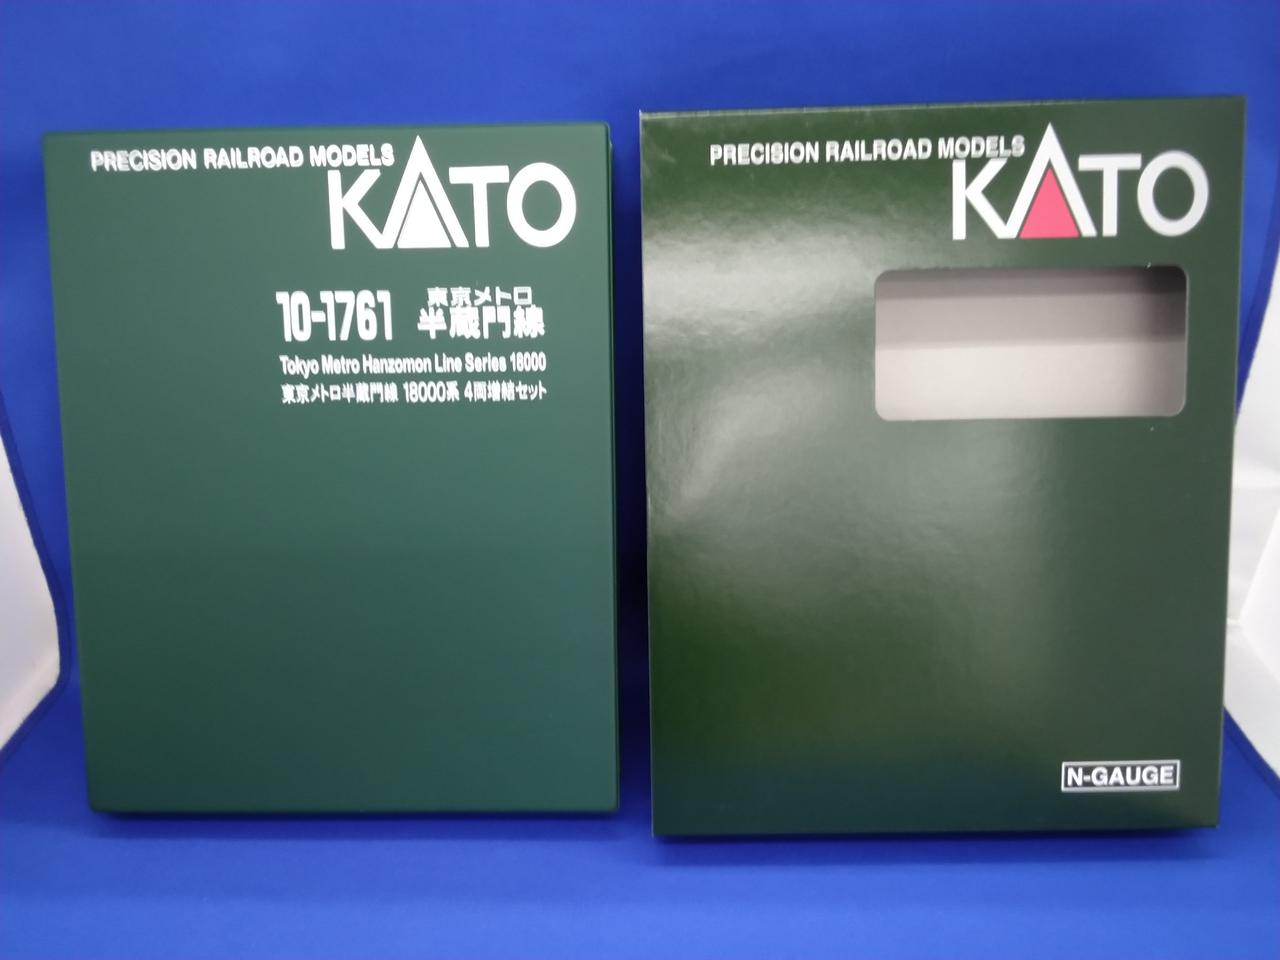 PRECISION RAILROAD MODELS
KATO
10-1761
東京メトロ
半蔵門線
Tokyo Metro Hanzomon Line Series 18000
東京メトロ半蔵門線 18000系 4両増結セット
PRECISION RAILROAD MODELS
KATO
N-GAUGE